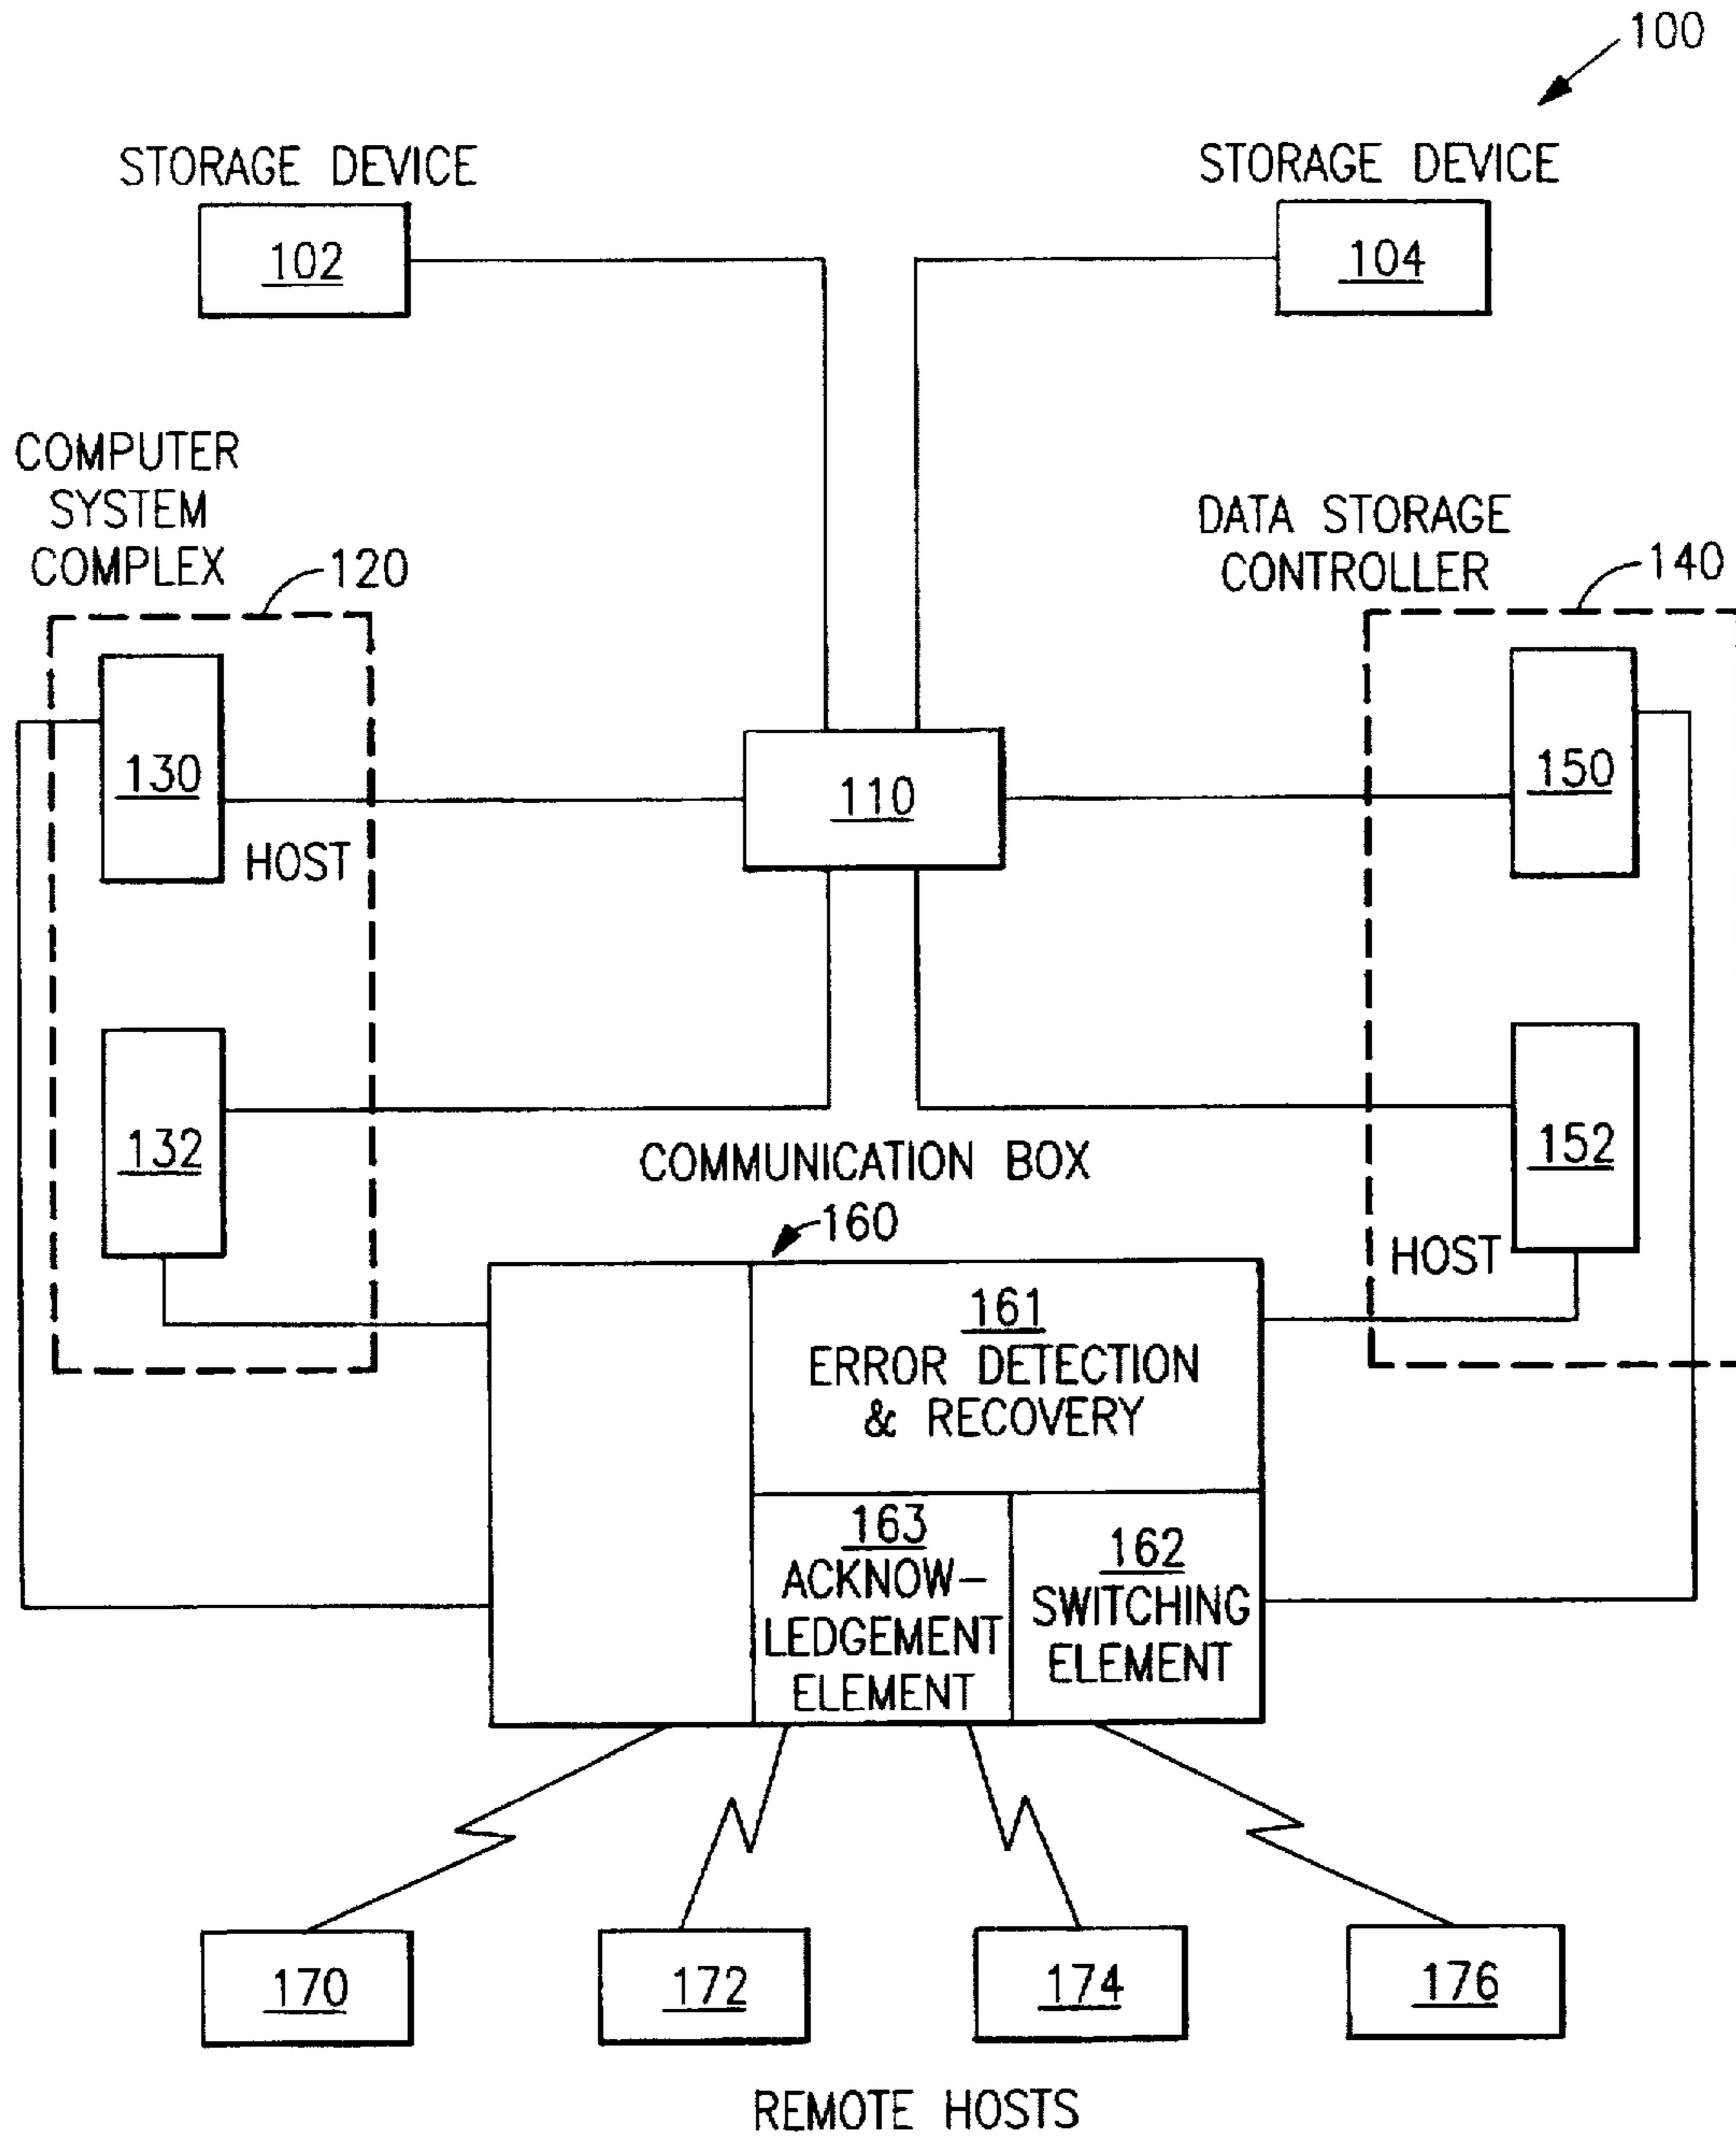 100
STORAGE DEVICE
102
STORAGE DEVICE
104
COMPUTER
SYSTEM
COMPLEX
120
DATA STORAGE
CONTROLLER
140
130
HOST
110
150
132
152
HOST
COMMUNICATION BOX
160
161
ERROR DETECTION
& RECOVERY
163
ACKNOW-
LEDGEMENT
ELEMENT
162
SWITCHING
ELEMENT
170
172
174
176
REMOTE HOSTS